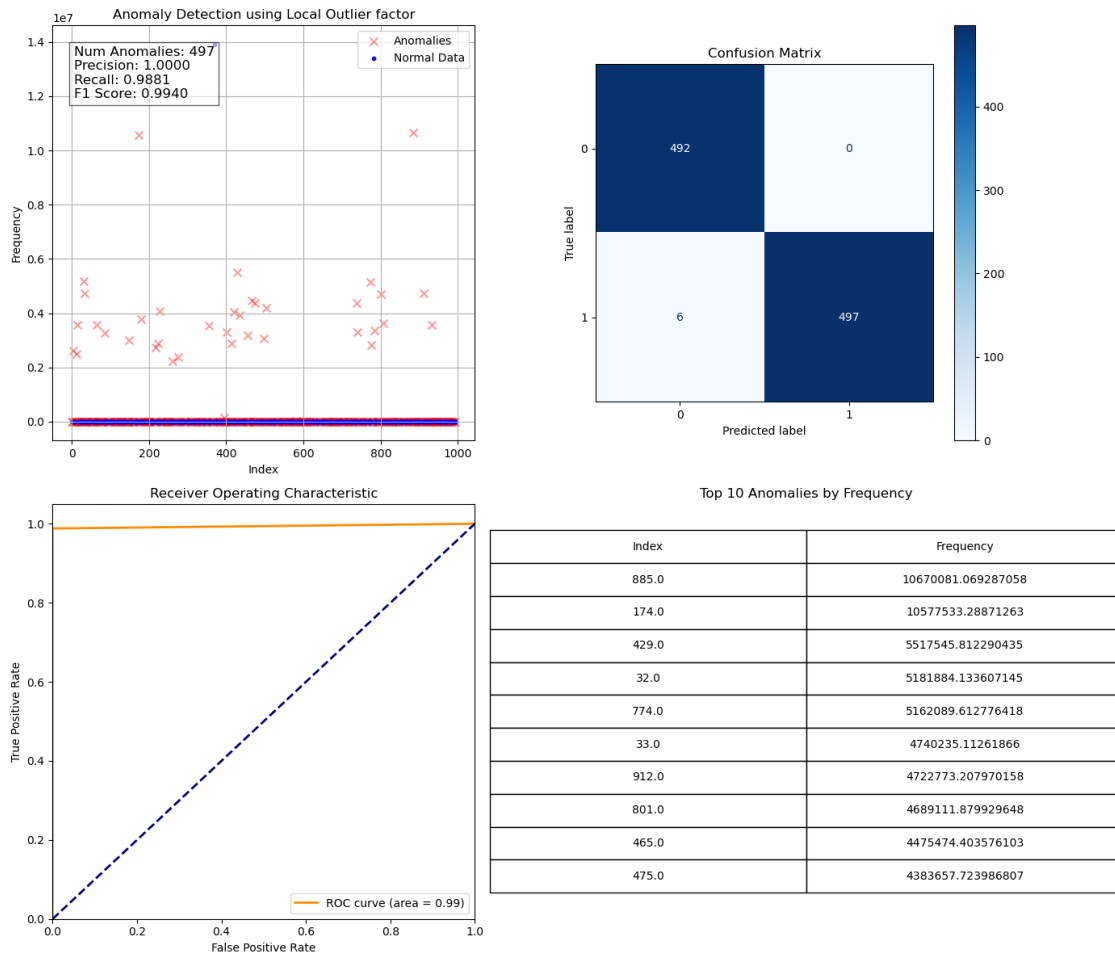 Anomaly Detection using Local Outlier factor
1e7
Num Anomalies: 497
Precision: 1.0000
Recall: 0.9881
F1 Score: 0.9940
Anomalies
Normal Data
1.4
1.2
1.0
0.8
0.6
0.4
0.2
0.0
Frequency
0 200 400 600 800 1000
Index
Confusion Matrix
0
1
True label
492 0
6 497
0 1
Predicted label
400
300
200
100
0
Receiver Operating Characteristic
1.0
0.8
0.6
0.4
0.2
0.0
True Positive Rate
ROC curve (area = 0.99)
0.0 0.2 0.4 0.6 0.8 1.0
False Positive Rate
Top 10 Anomalies by Frequency
Index Frequency
885.0 10670081.069287058
174.0 10577533.28871263
429.0 5517545.812290435
32.0 5181884.133607145
774.0 5162089.612776418
33.0 4740235.11261866
912.0 4722773.207970158
801.0 4689111.879929648
465.0 4475474.403576103
475.0 4383657.723986807